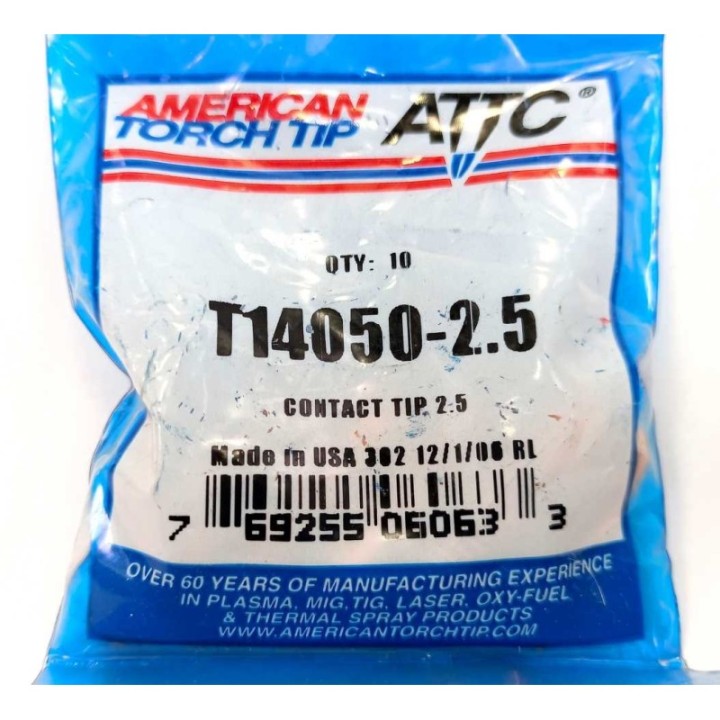 AMERICAN TORCH TIP ATTC®
QTY: 10
T14050-2.5
CONTACT TIP 2.5
Made in USA 302 12/1/06 RL
7 69255 06063 3
OVER 60 YEARS OF MANUFACTURING EXPERIENCE
IN PLASMA, MIG, TIG, LASER, OXY-FUEL
& THERMAL SPRAY PRODUCTS
WWW.AMERICANTORCHTIP.COM